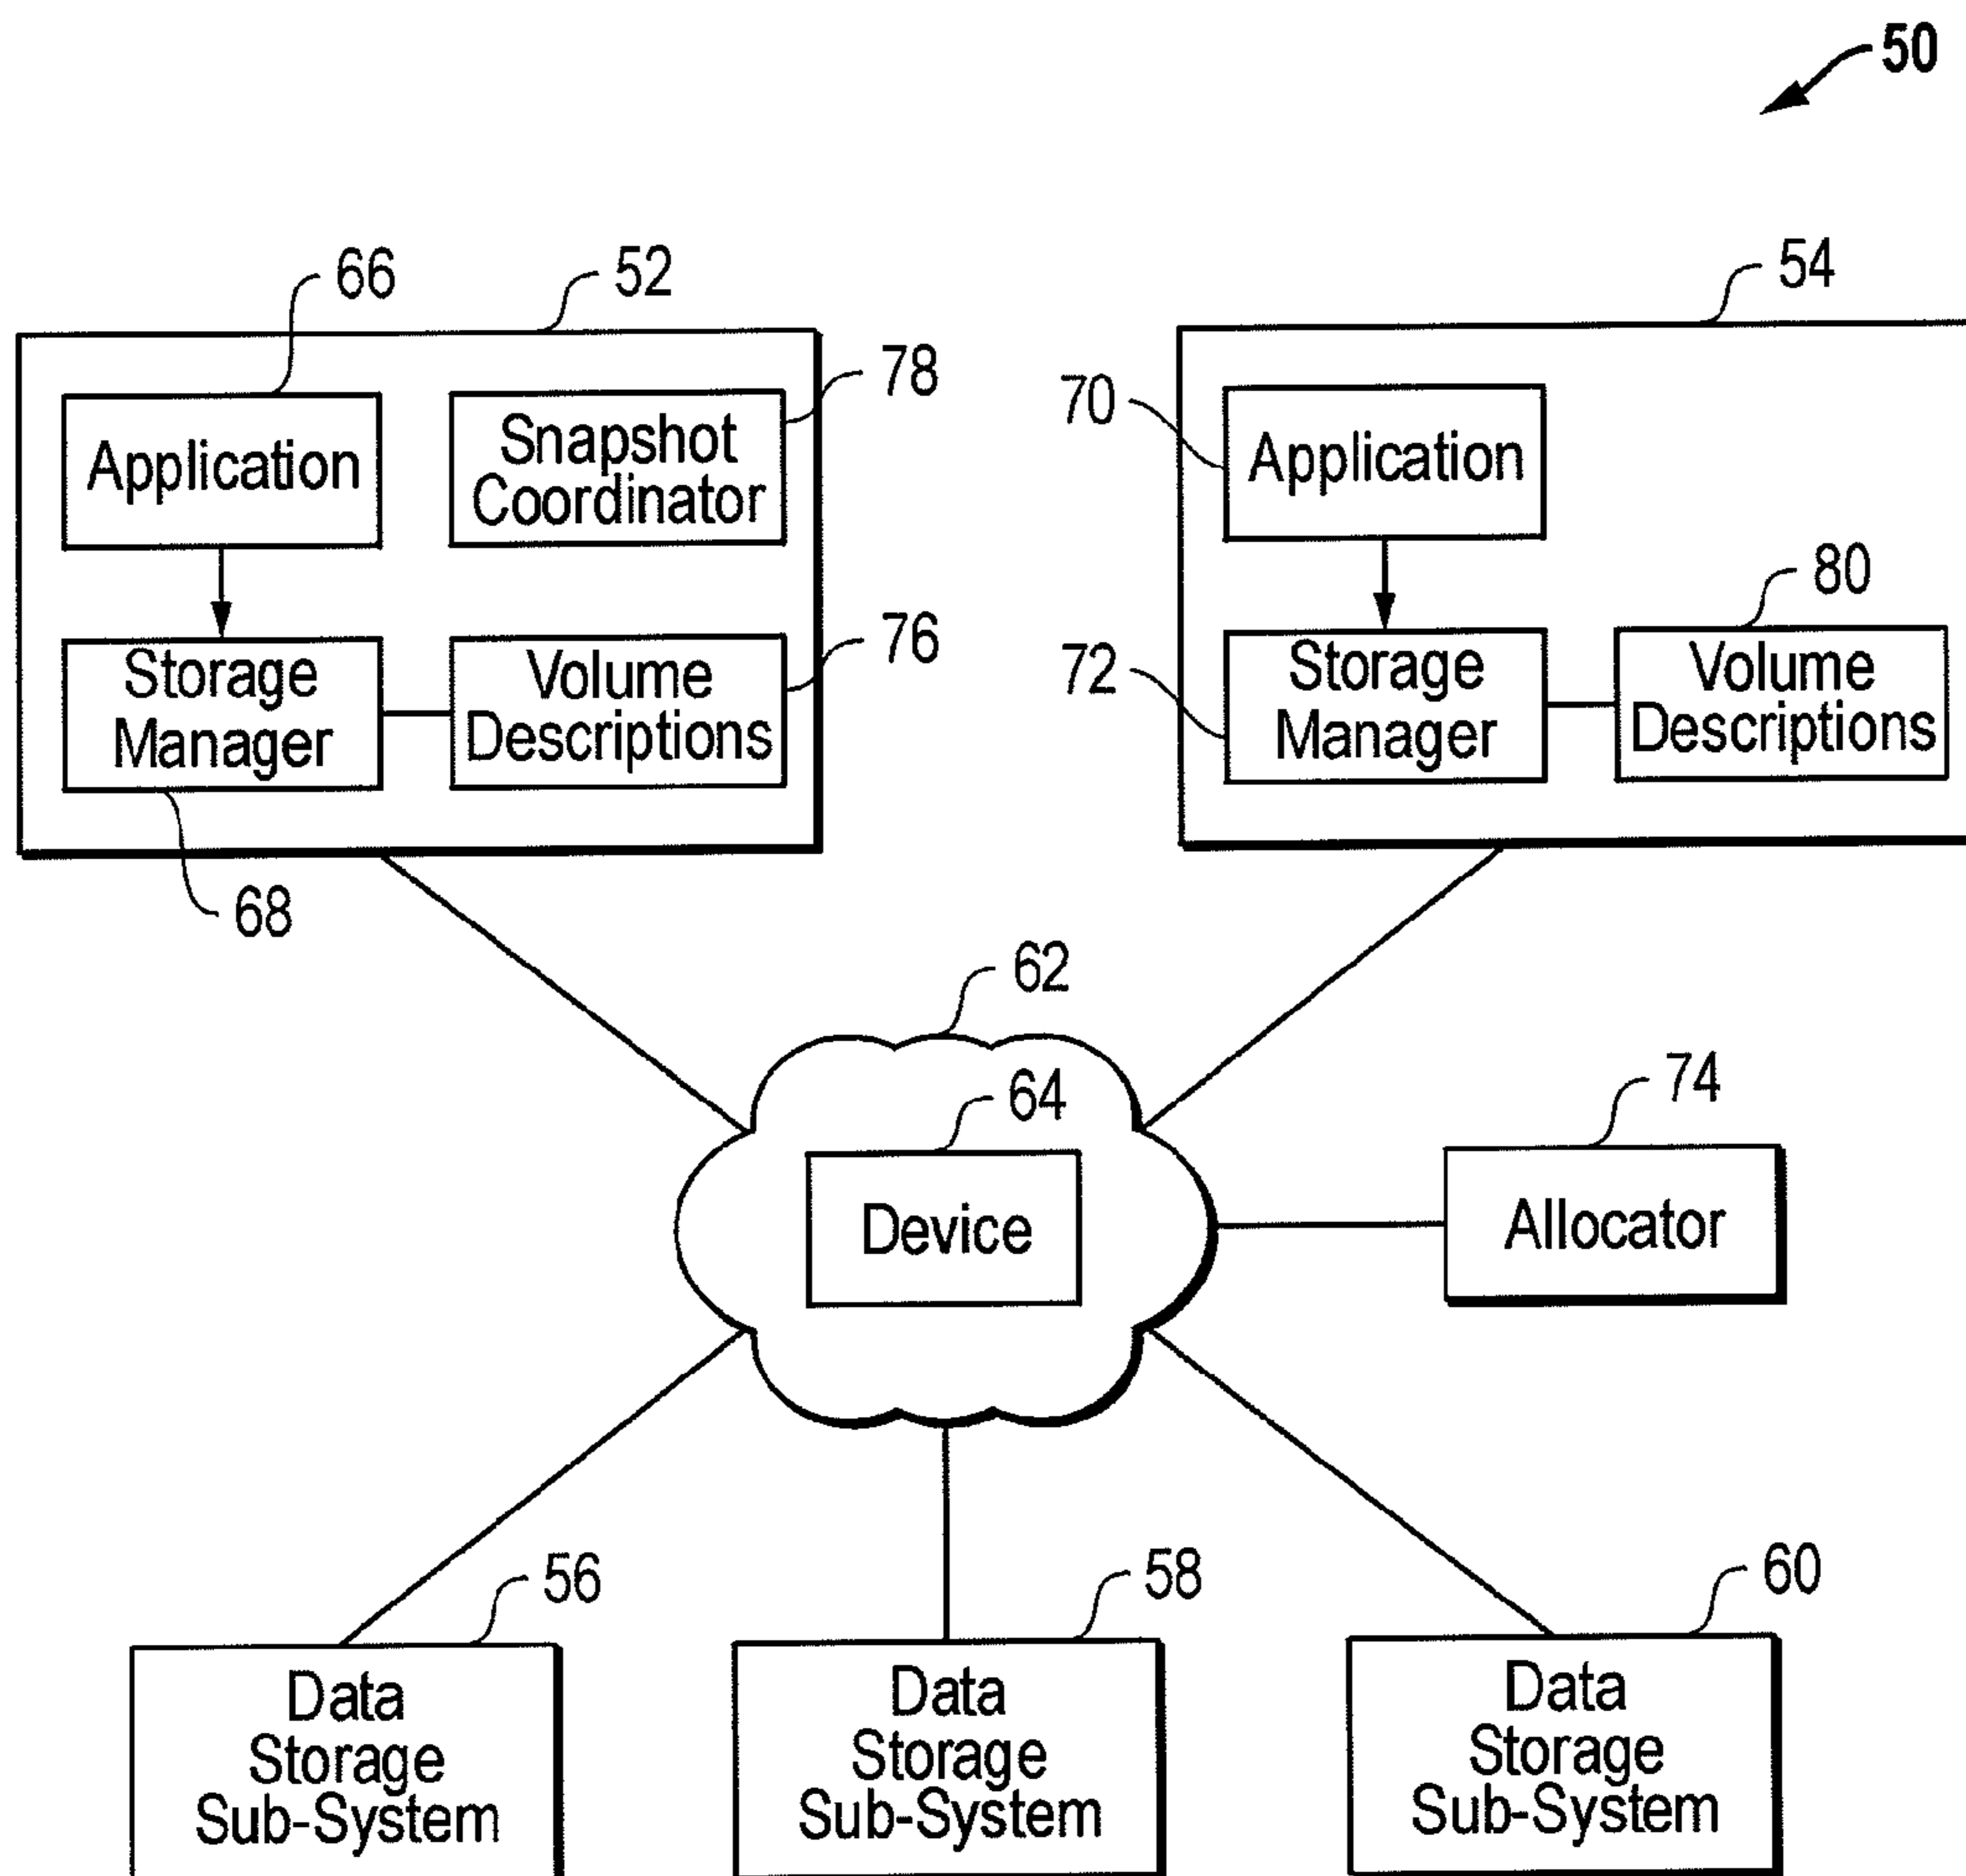 50
66
52
54
78
70
Application
Snapshot
Coordinator
Application
80
76
72
Storage
Manager
Volume
Descriptions
Storage
Manager
Volume
Descriptions
68
62
64
74
Device
Allocator
56
58
60
Data
Storage
Sub-System
Data
Storage
Sub-System
Data
Storage
Sub-System